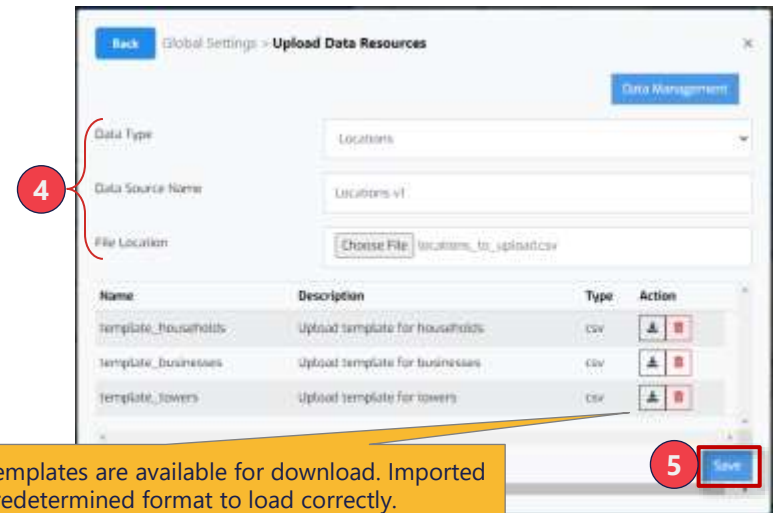 Back Global Settings > Upload Data Resources ×
Data Management
Data Type Locations
4
Data Source Name Locations v1
File Location Choose File locations_to_upload.csv
Name Description Type Action
template_households Upload template for households csv
template_businesses Upload template for businesses csv
template_towers Upload template for towers csv
emplates are available for download. Imported
redetermined format to load correctly.
5 Save